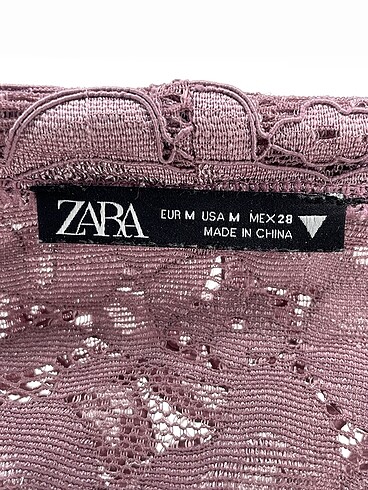 ZARA
EUR M USA M MEX 28
MADE IN CHINA